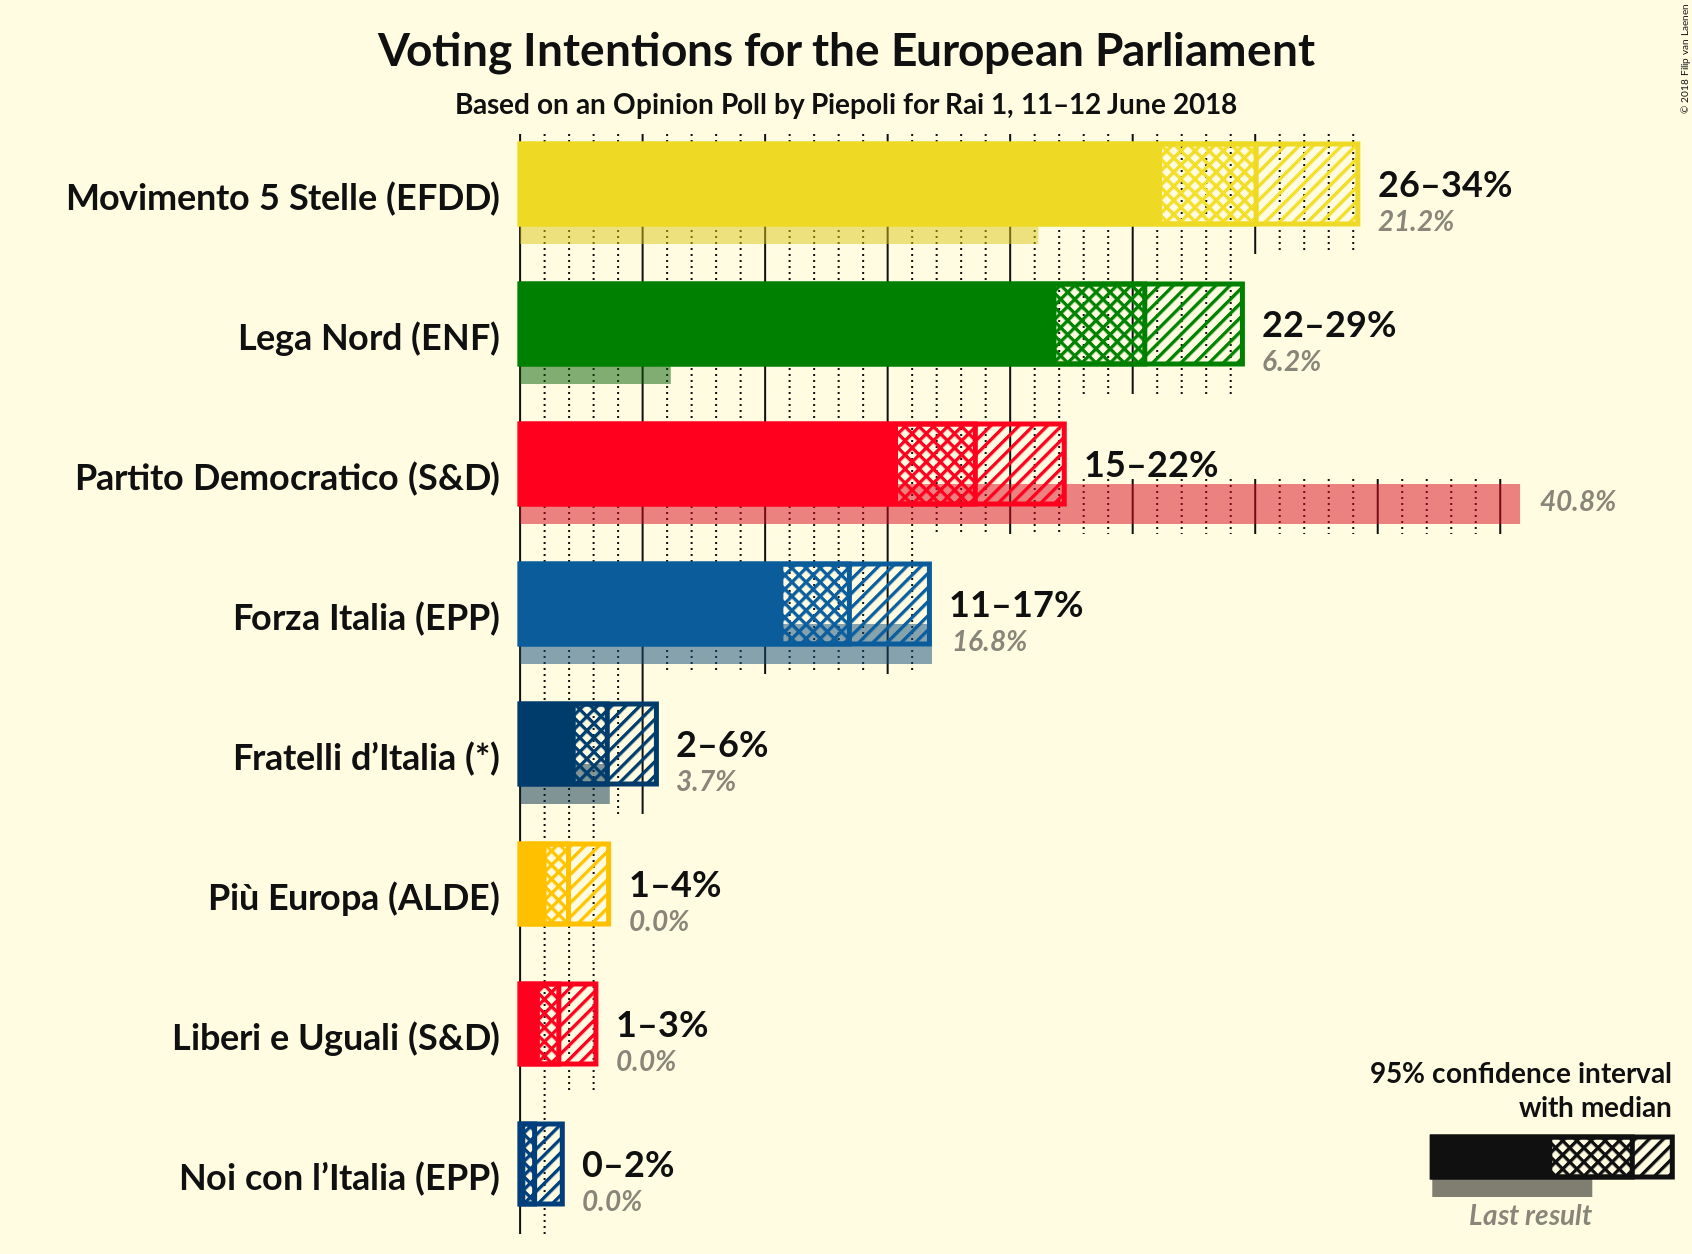 Voting Intentions for the European Parliament
Based on an Opinion Poll by Piepoli for Rai 1, 11–12 June 2018
© 2018 Filip van Laenen
Movimento 5 Stelle (EFDD)
26–34%
21.2%
Lega Nord (ENF)
22–29%
6.2%
Partito Democratico (S&D)
15–22%
40.8%
Forza Italia (EPP)
11–17%
16.8%
Fratelli d’Italia (*)
2–6%
3.7%
Più Europa (ALDE)
1–4%
0.0%
Liberi e Uguali (S&D)
1–3%
0.0%
Noi con l’Italia (EPP)
0–2%
0.0%
95% confidence interval
with median
Last result